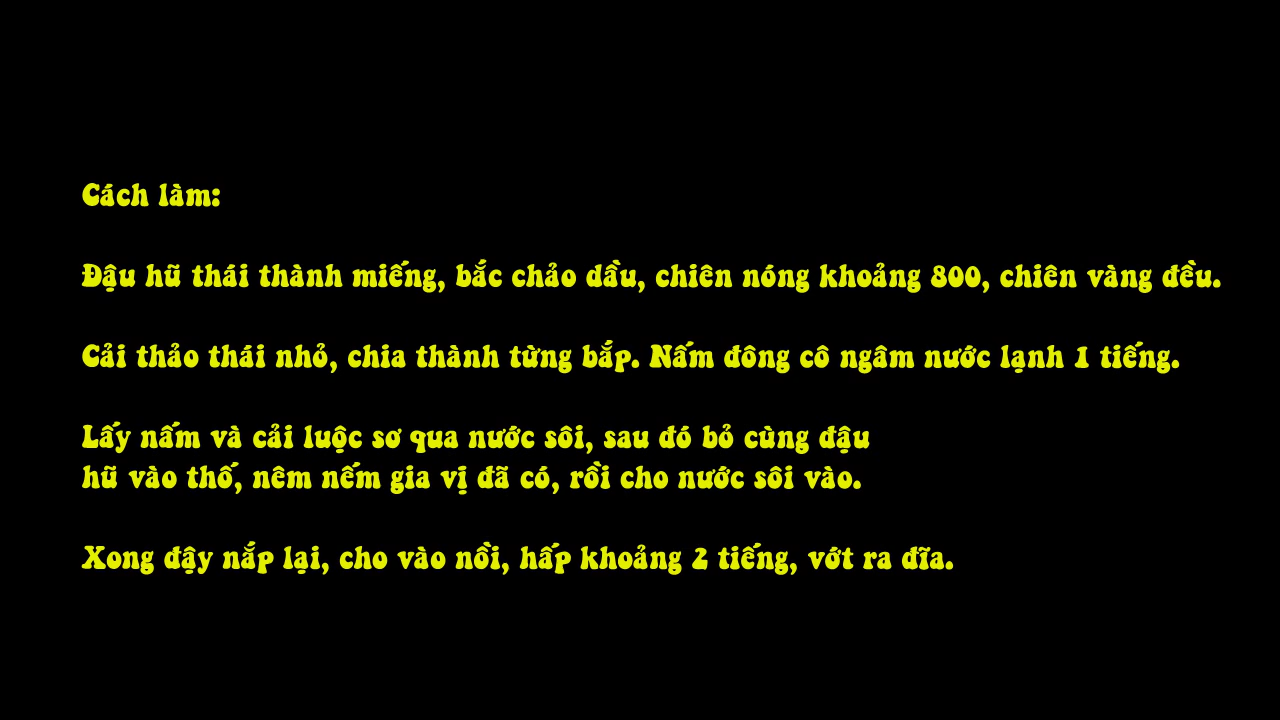 Cách làm:
Đậu hũ thái thành miếng, bắc chảo dầu, chiên nóng khoảng 800, chiên vàng đều.
Cải thảo thái nhỏ, chia thành từng bắp. Nấm đông cô ngâm nước lạnh 1 tiếng.
Lấy nấm và cải luộc sơ qua nước sôi, sau đó bỏ cùng đậu
hũ vào thố, nêm nếm gia vị đã có, rồi cho nước sôi vào.
Xong đậy nắp lại, cho vào nồi, hấp khoảng 2 tiếng, vớt ra đĩa.